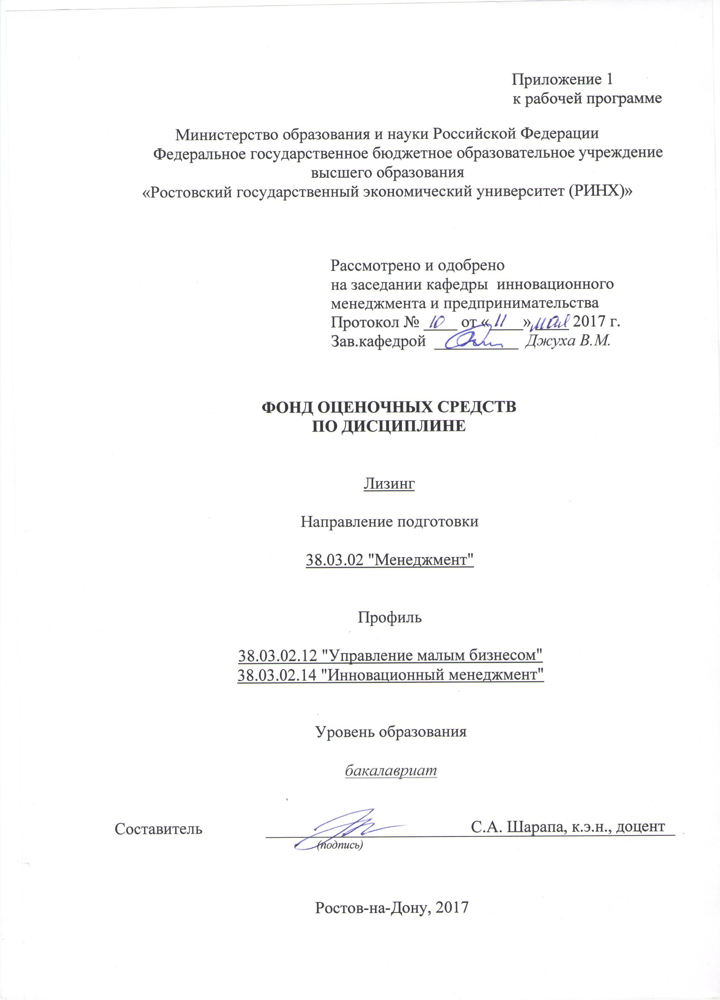 Приложение 1
к рабочей программе
Министерство образования и науки Российской Федерации
Федеральное государственное бюджетное образовательное учреждение
высшего образования
«Ростовский государственный экономический университет (РИНХ)»
Рассмотрено и одобрено
на заседании кафедры инновационного
менеджмента и предпринимательства
Протокол № 10 от «11» мая 2017 г.
Зав.кафедрой Джуха В.М.
ФОНД ОЦЕНОЧНЫХ СРЕДСТВ
ПО ДИСЦИПЛИНЕ
Лизинг
Направление подготовки
38.03.02 "Менеджмент"
Профиль
38.03.02.12 "Управление малым бизнесом"
38.03.02.14 "Инновационный менеджмент"
Уровень образования
бакалавриат
Составитель С.А. Шарапа, к.э.н., доцент
(подпись)
Ростов-на-Дону, 2017